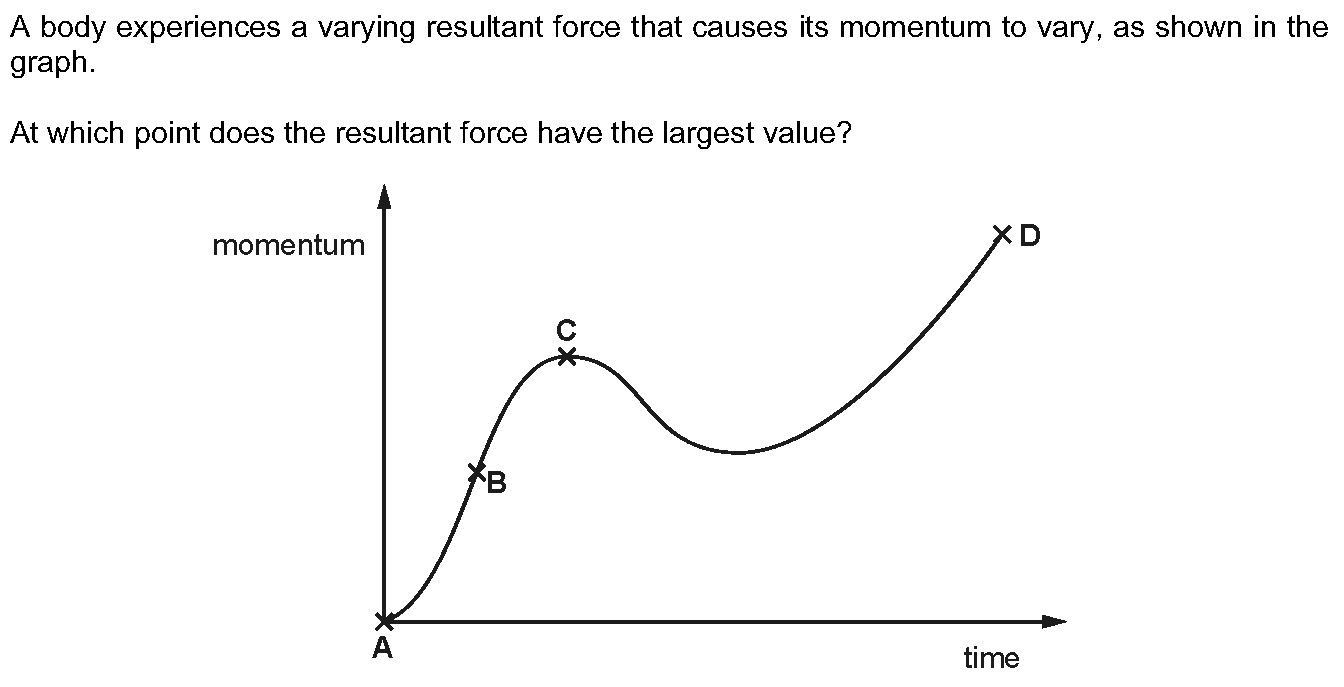 A body experiences a varying resultant force that causes its momentum to vary, as shown in the
graph.
At which point does the resultant force have the largest value?
momentum
D
C
B
A
time